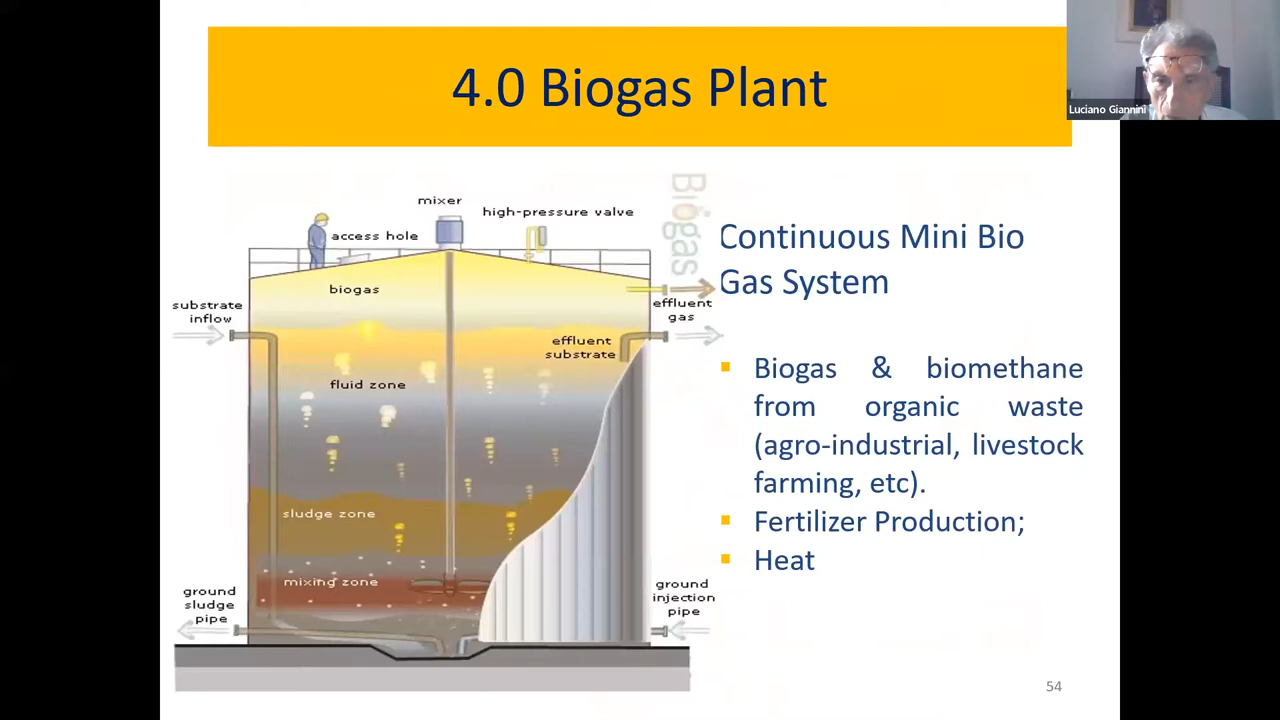 4.0 Biogas Plant
Luciano Giannini
Biogas
mixer
high-pressure valve
access hole
biogas
substrate
inflow
effluent
gas
effluent
substrate
fluid zone
sludge zone
mixing zone
ground
sludge
pipe
ground
injection
pipe
Continuous Mini Bio
Gas System
Biogas & biomethane
from organic waste
(agro-industrial, livestock
farming, etc).
Fertilizer Production;
Heat
54